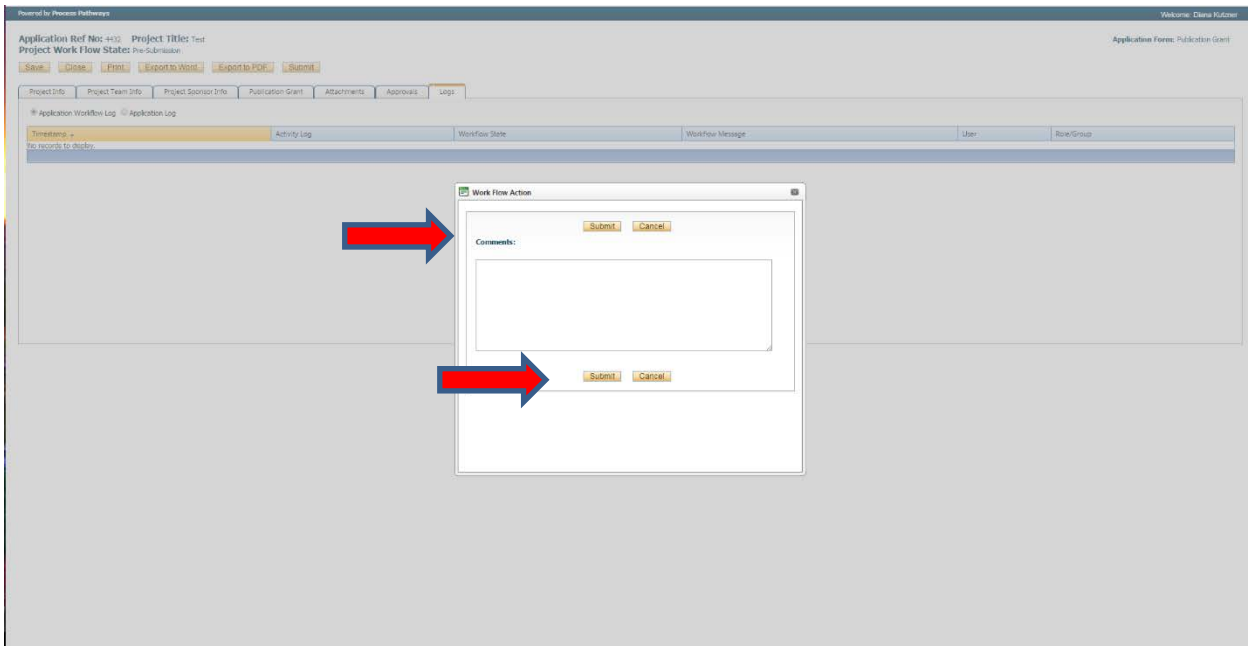 Powered by Process Pathways
Welcome: Diana Kutzner
Application Ref No: 4432 Project Title: Test
Application Form: Publication Grant
Project Work Flow State: Pre-Submission
Save Close Print Export to Word Export to PDF Submit
Project Info Project Team Info Project Sponsor Info Publication Grant Attachments Approvals Logs
Application Workflow Log Application Log
Timestamp Activity Log Workflow State Workflow Message User Role/Group
No records to display.
Work Flow Action
Submit Cancel
Comments:
Submit Cancel